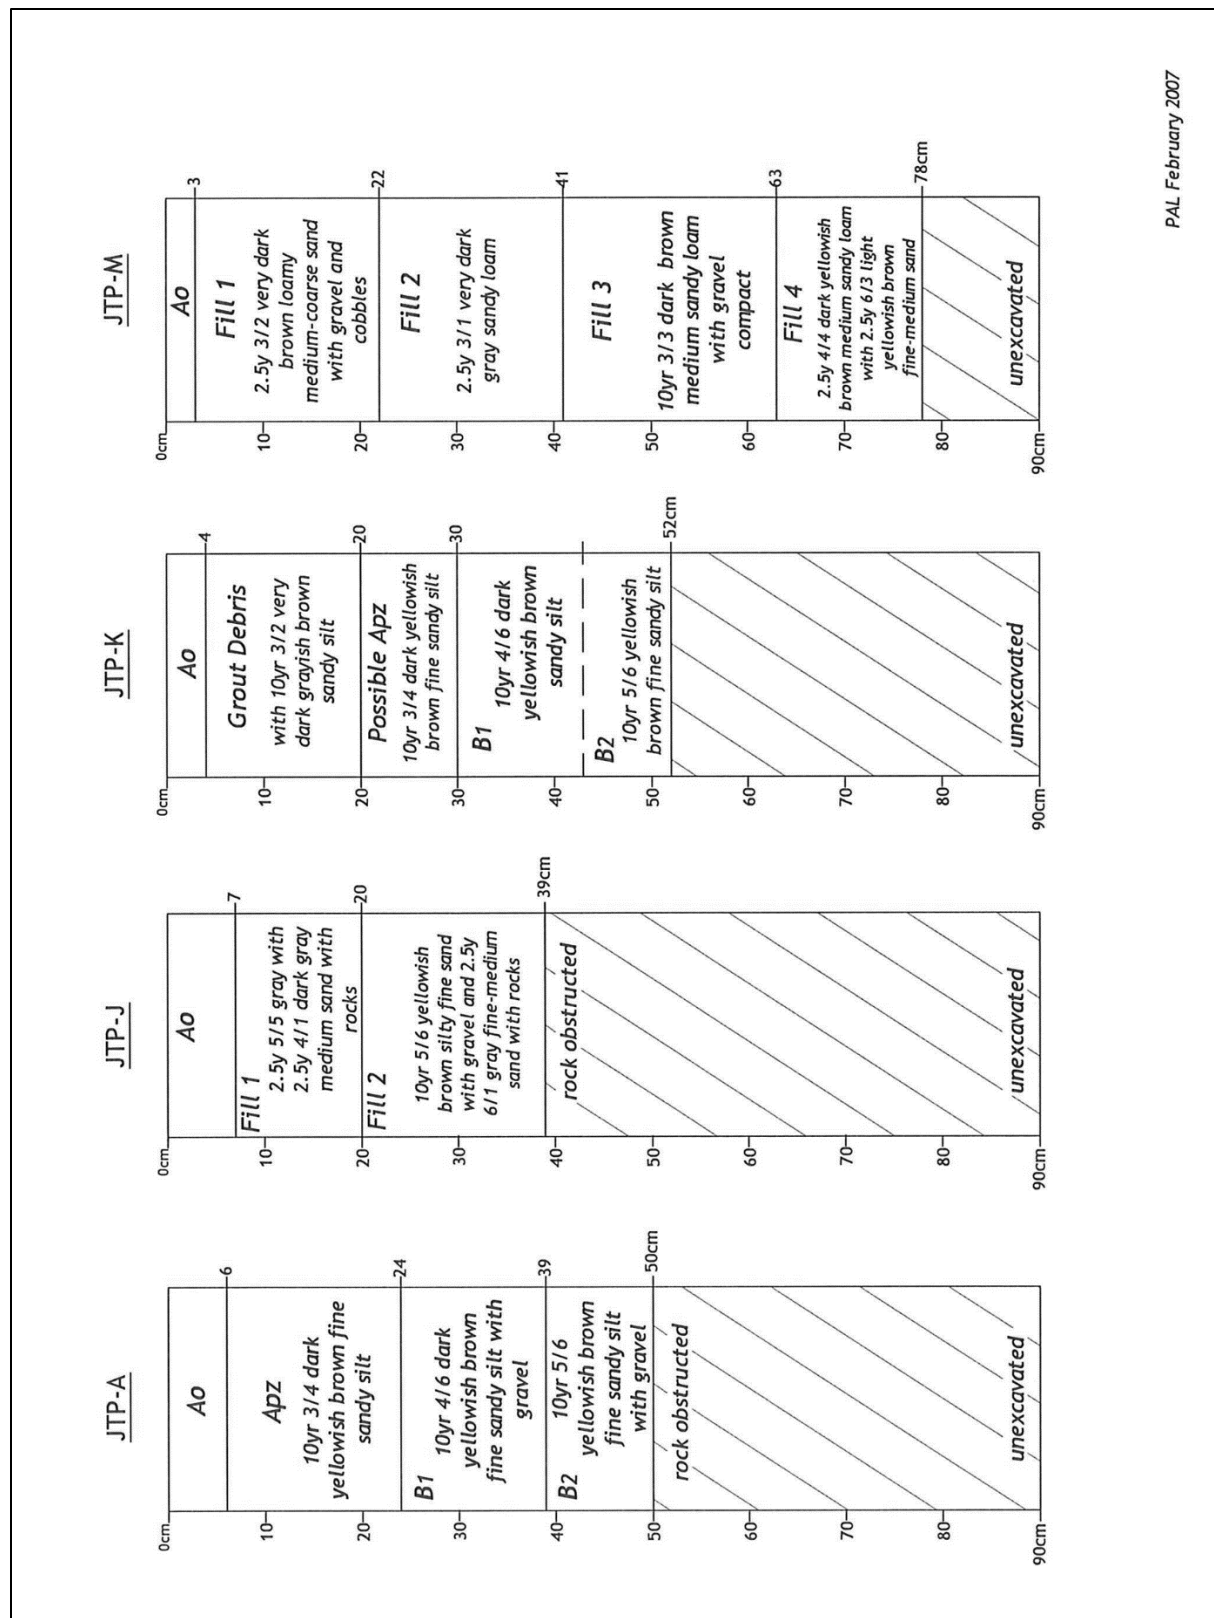 JTP-A
0cm
10
20
30
40
50
60
70
80
90cm
Ao
6
Apz
10yr 3/4 dark
yellowish brown fine
sandy silt
24
B1
10yr 4/6 dark
yellowish brown
fine sandy silt with
gravel
39
B2
10yr 5/6
yellowish brown
fine sandy silt
with gravel
50cm
rock obstructed
unexcavated
JTP-J
0cm
10
20
30
40
50
60
70
80
90cm
Ao
7
Fill 1
2.5y 5/5 gray with
2.5y 4/1 dark gray
medium sand with
rocks
20
Fill 2
10yr 5/6 yellowish
brown silty fine sand
with gravel and 2.5y
6/1 gray fine-medium
sand with rocks
39cm
rock obstructed
unexcavated
JTP-K
0cm
10
20
30
40
50
60
70
80
90cm
Ao
4
Grout Debris
with 10yr 3/2 very
dark grayish brown
sandy silt
20
Possible Apz
10yr 3/4 dark yellowish
brown fine sandy silt
30
B1
10yr 4/6 dark
yellowish brown
sandy silt
B2
10yr 5/6 yellowish
brown fine sandy silt
52cm
unexcavated
JTP-M
0cm
10
20
30
40
50
60
70
80
90cm
Ao
3
Fill 1
2.5y 3/2 very dark
brown loamy
medium-coarse sand
with gravel and
cobbles
22
Fill 2
2.5y 3/1 very dark
gray sandy loam
41
Fill 3
10yr 3/3 dark brown
medium sandy loam
with gravel
compact
63
Fill 4
2.5y 4/4 dark yellowish
brown medium sandy loam
with 2.5y 6/3 light
yellowish brown
fine-medium sand
78cm
unexcavated
PAL February 2007